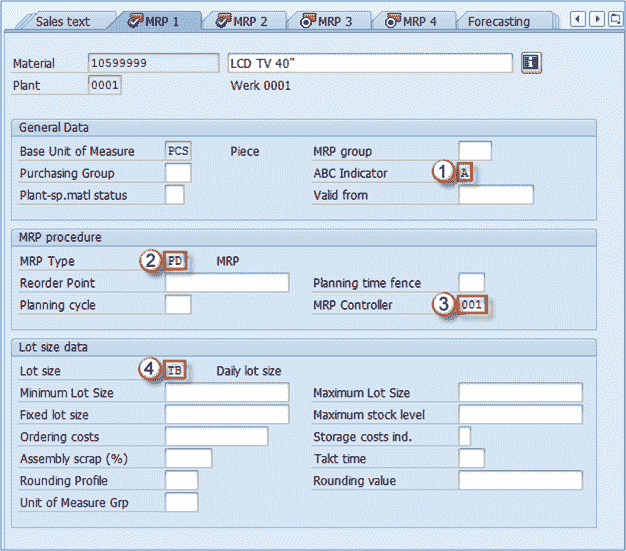 Sales text MRP 1 MRP 2 MRP 3 MRP 4 Forecasting
Material 10599999 LCD TV 40"
Plant 0001 Werk 0001
General Data
Base Unit of Measure PCS Piece MRP group
Purchasing Group 1 ABC Indicator A
Plant-sp.matl status Valid from
MRP procedure
MRP Type 2 PD MRP
Reorder Point Planning time fence
Planning cycle MRP Controller 3 001
Lot size data
Lot size 4 TB Daily lot size
Minimum Lot Size Maximum Lot Size
Fixed lot size Maximum stock level
Ordering costs Storage costs ind.
Assembly scrap (%) Takt time
Rounding Profile Rounding value
Unit of Measure Grp